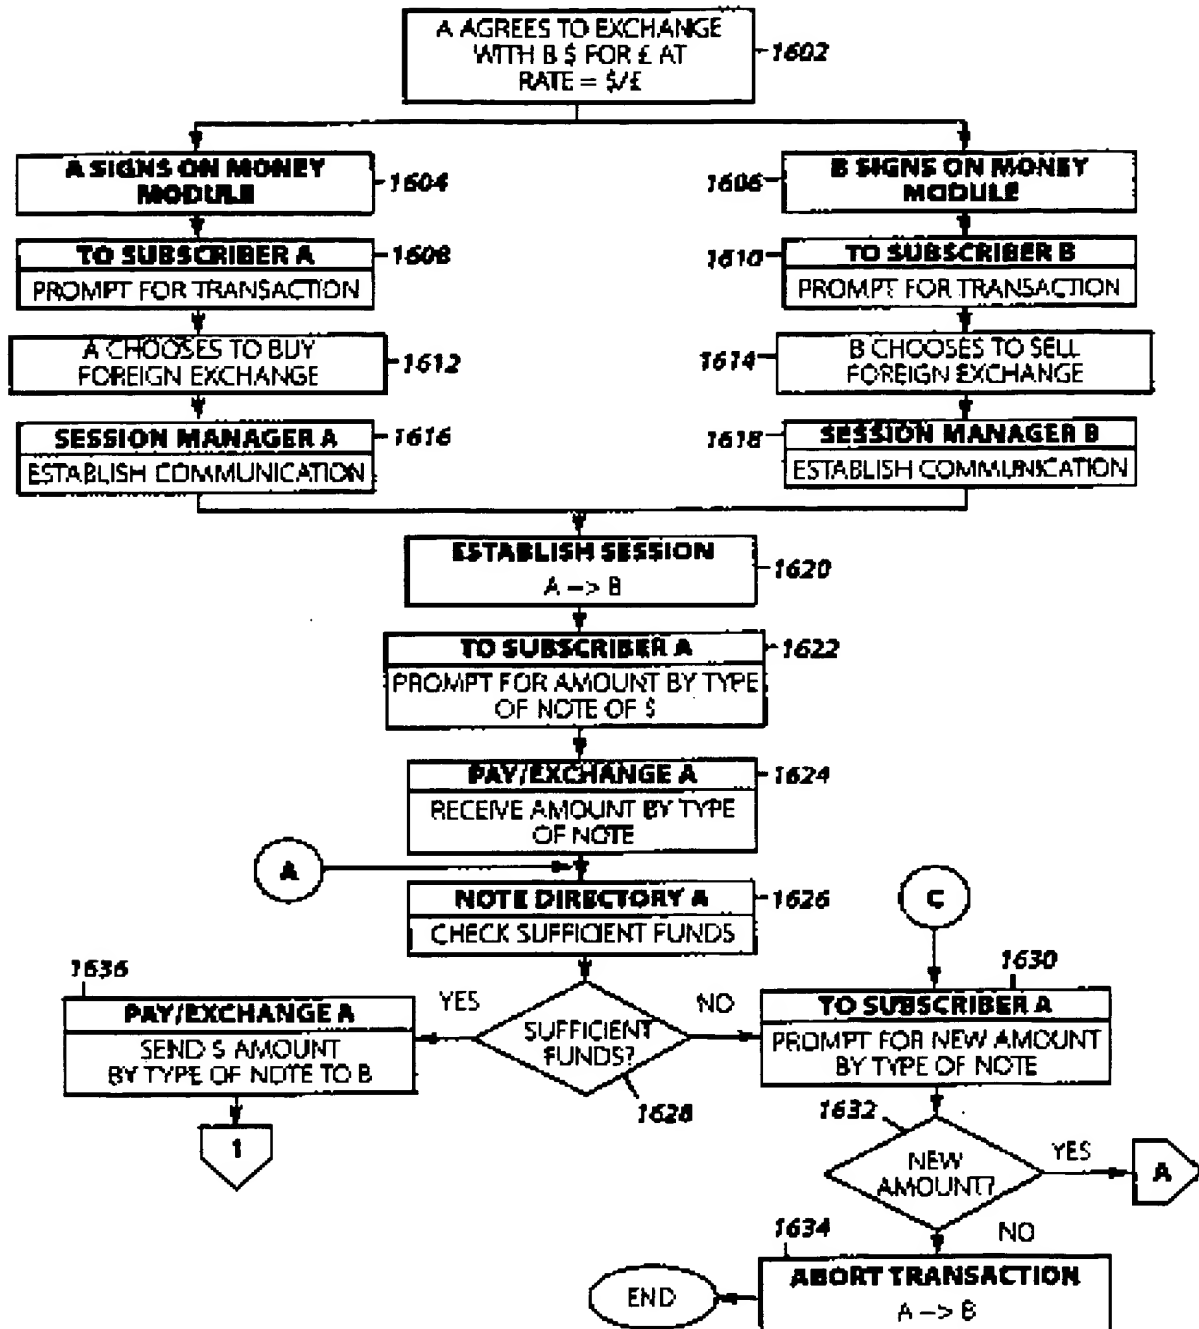 A AGREES TO EXCHANGE
WITH B $ FOR £ AT
RATE = $/£
1602
A SIGNS ON MONEY
MODULE
1604
1606
B SIGNS ON MONEY
MODULE
TO SUBSCRIBER A
1608
PROMPT FOR TRANSACTION
1610
TO SUBSCRIBER B
PROMPT FOR TRANSACTION
A CHOOSES TO BUY
FOREIGN EXCHANGE
1612
1614
B CHOOSES TO SELL
FOREIGN EXCHANGE
SESSION MANAGER A
1616
ESTABLISH COMMUNICATION
1618
SESSION MANAGER B
ESTABLISH COMMUNICATION
ESTABLISH SESSION
A -> B
1620
TO SUBSCRIBER A
1622
PROMPT FOR AMOUNT BY TYPE
OF NOTE OF $
PAY/EXCHANGE A
1624
RECEIVE AMOUNT BY TYPE
OF NOTE
A
NOTE DIRECTORY A
1626
CHECK SUFFICIENT FUNDS
C
1636
PAY/EXCHANGE A
SEND $ AMOUNT
BY TYPE OF NOTE TO B
YES
SUFFICIENT
FUNDS?
NO
1628
1630
TO SUBSCRIBER A
PROMPT FOR NEW AMOUNT
BY TYPE OF NOTE
1
1632
NEW
AMOUNT?
YES
A
NO
1634
ABORT TRANSACTION
A -> B
END